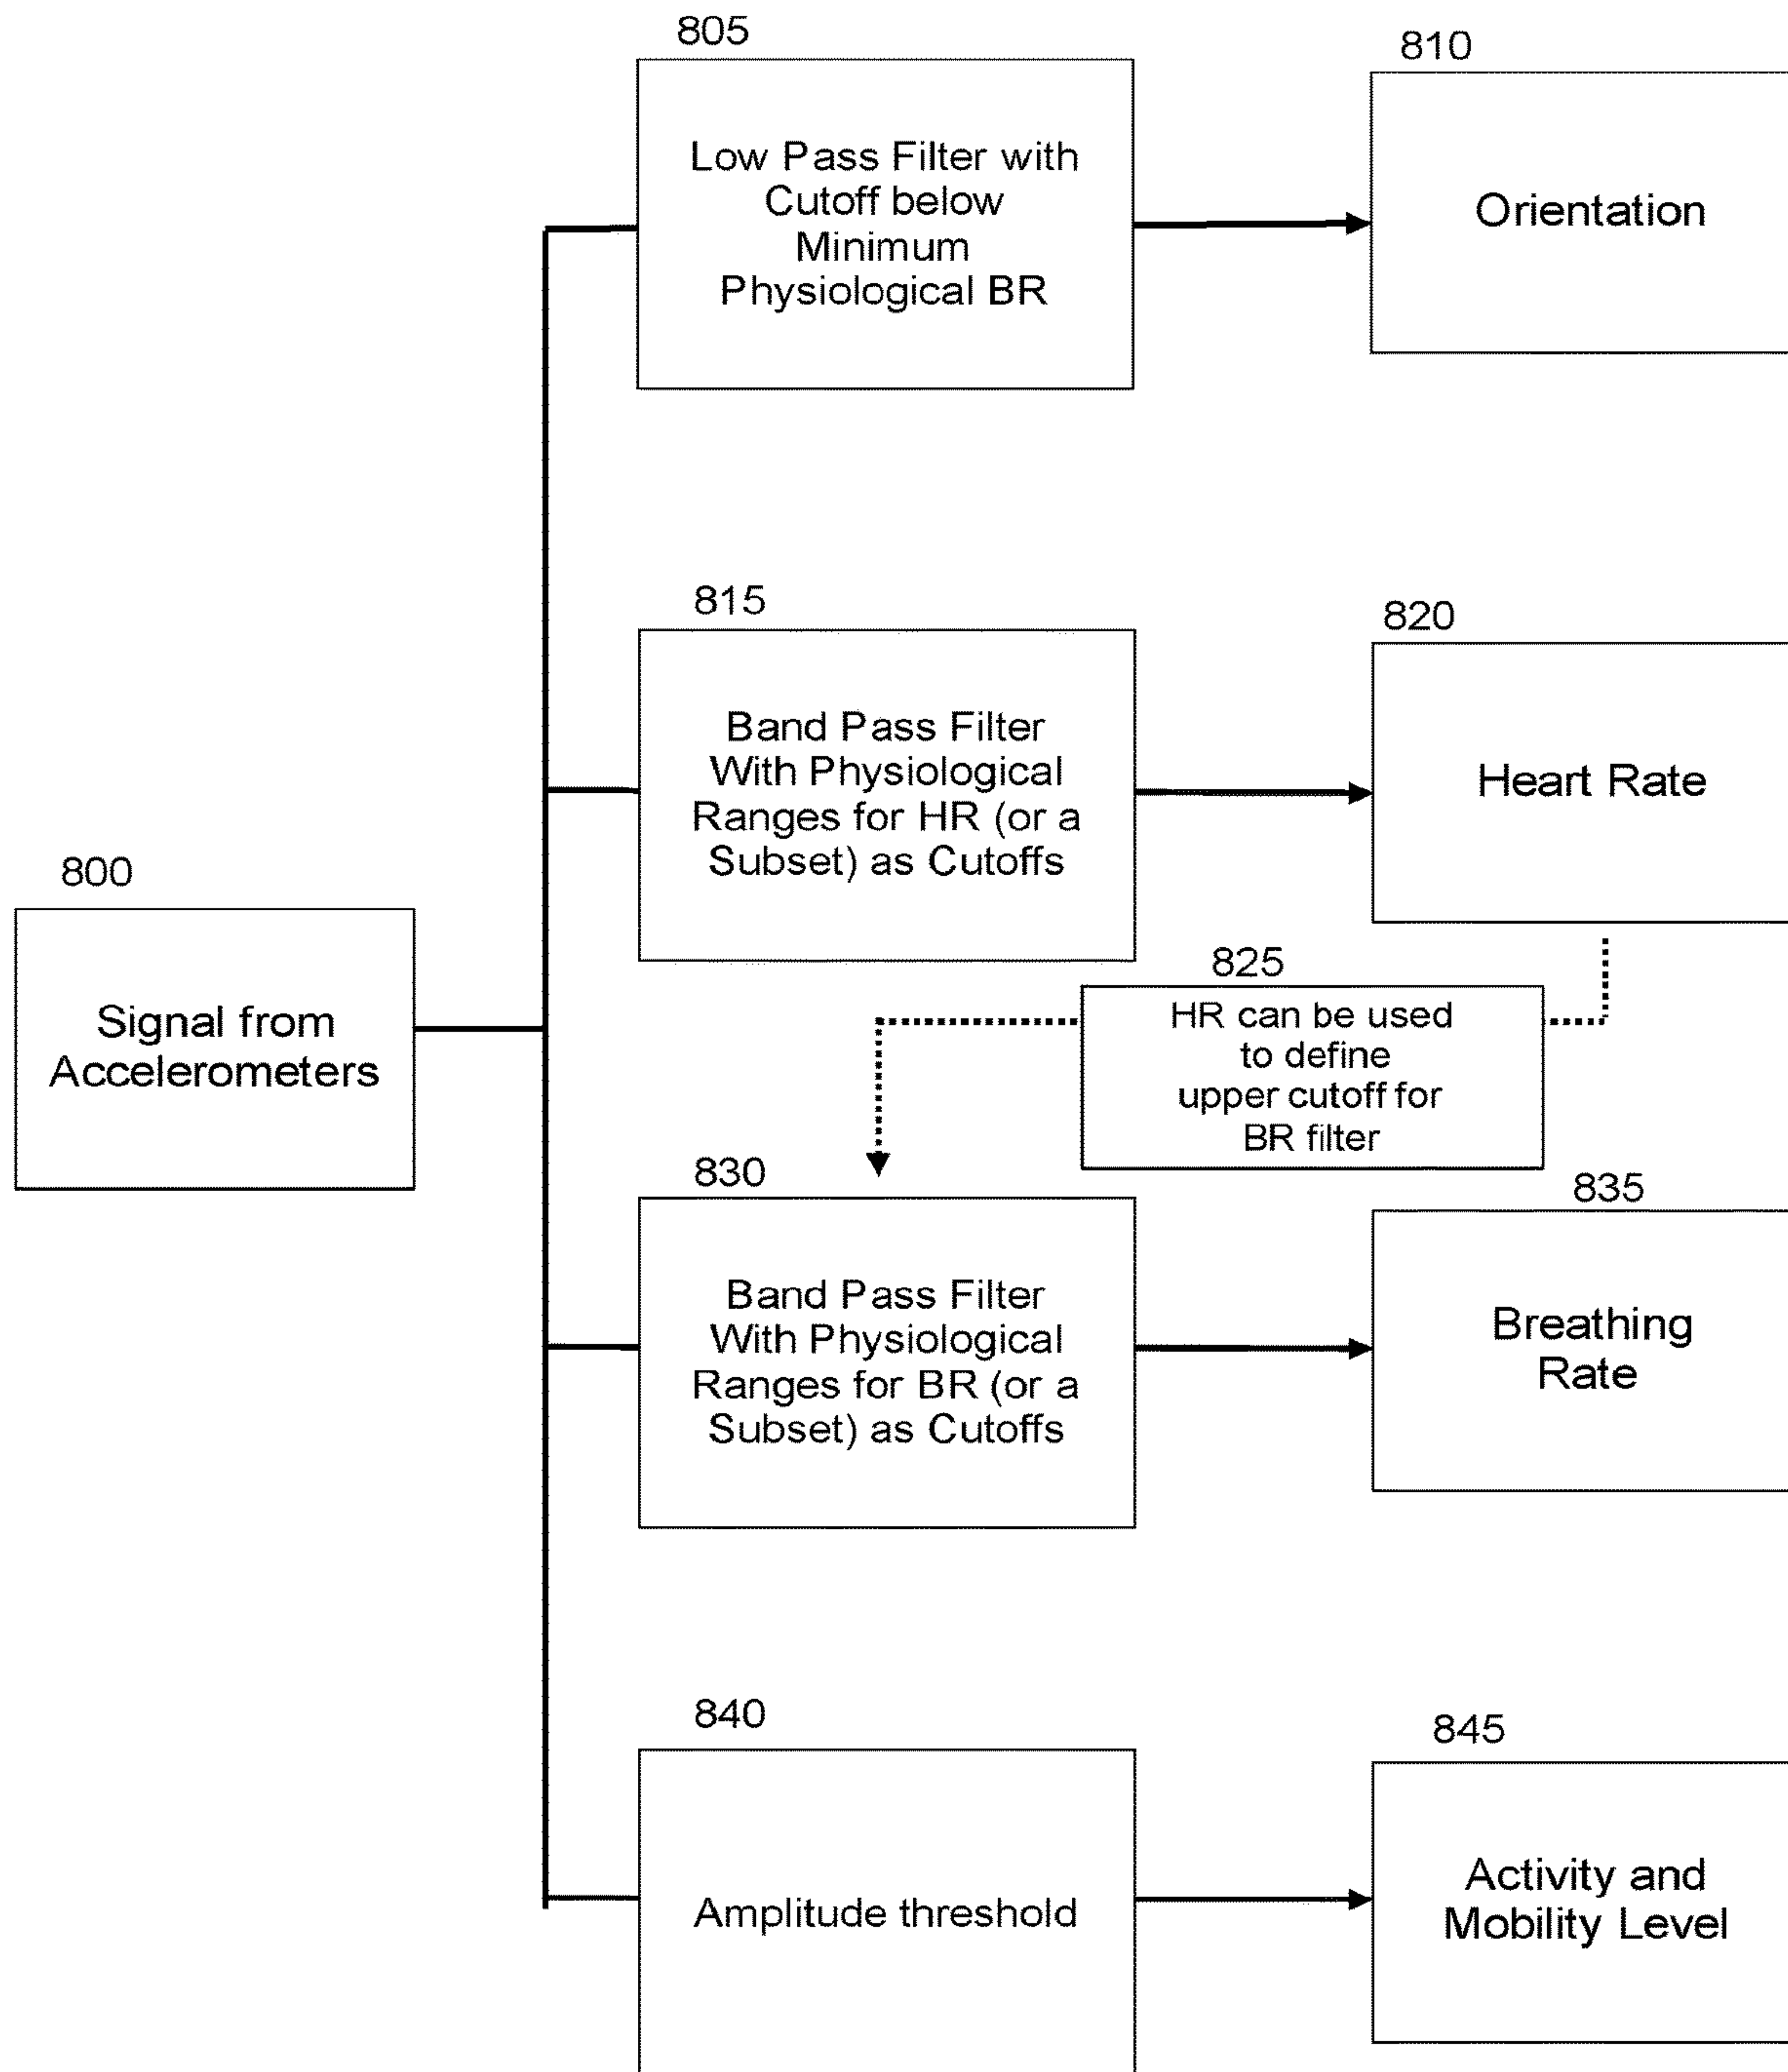 805
Low Pass Filter with
Cutoff below
Minimum
Physiological BR
810
Orientation
815
Band Pass Filter
With Physiological
Ranges for HR (or a
Subset) as Cutoffs
820
Heart Rate
800
Signal from
Accelerometers
825
HR can be used
to define
upper cutoff for
BR filter
830
Band Pass Filter
With Physiological
Ranges for BR (or a
Subset) as Cutoffs
835
Breathing
Rate
840
Amplitude threshold
845
Activity and
Mobility Level